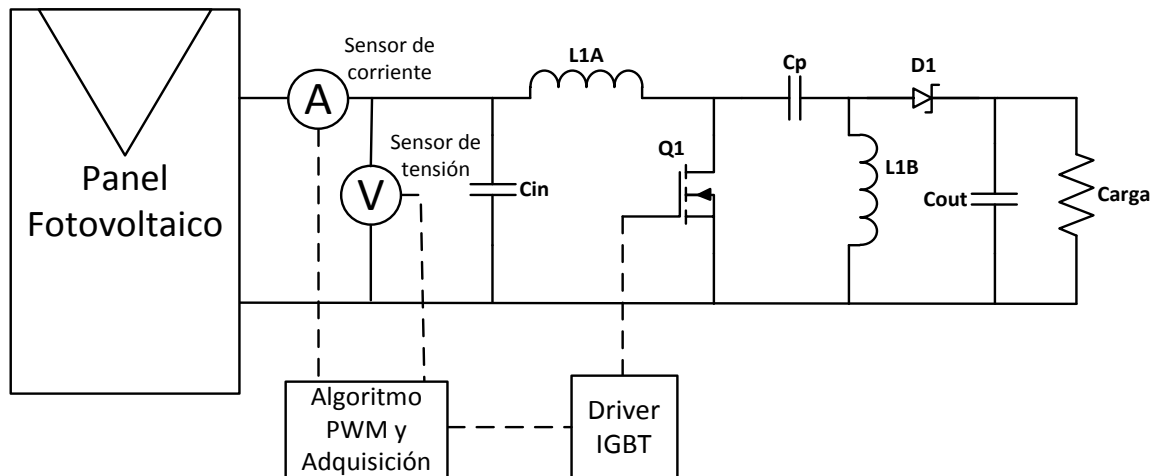 Panel
Fotovoltaico
A
Sensor de
corriente
V
Sensor de
tensión
Cin
L1A
Q1
Cp
L1B
D1
Cout
Carga
Algoritmo
PWM y
Adquisición
Driver
IGBT